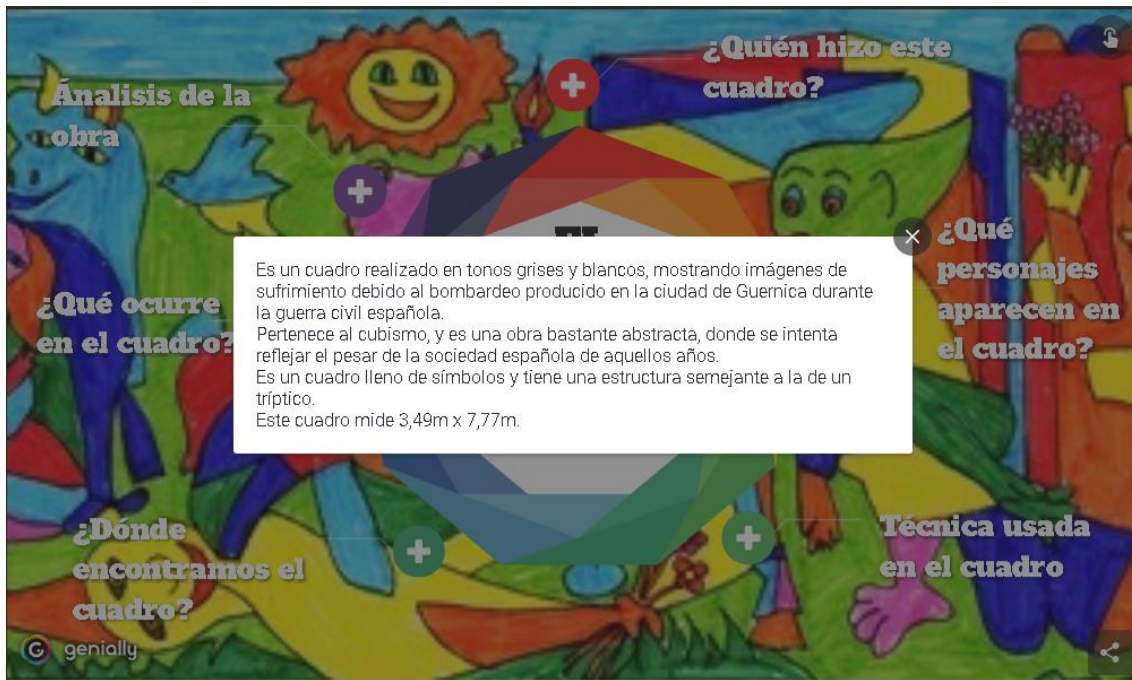 ¿Quién hizo este
cuadro?
Ánalisis de la
obra
¿Qué
personajes
aparecen en
el cuadro?
¿Qué ocurre
en el cuadro?
Es un cuadro realizado en tonos grises y blancos, mostrando imágenes de
sufrimiento debido al bombardeo producido en la ciudad de Guernica durante
la guerra civil española.
Pertenece al cubismo, y es una obra bastante abstracta, donde se intenta
reflejar el pesar de la sociedad española de aquellos años.
Es un cuadro lleno de símbolos y tiene una estructura semejante a la de un
tríptico.
Este cuadro mide 3,49m x 7,77m.
¿Dónde
encontramos el
cuadro?
Técnica usada
en el cuadro
genially